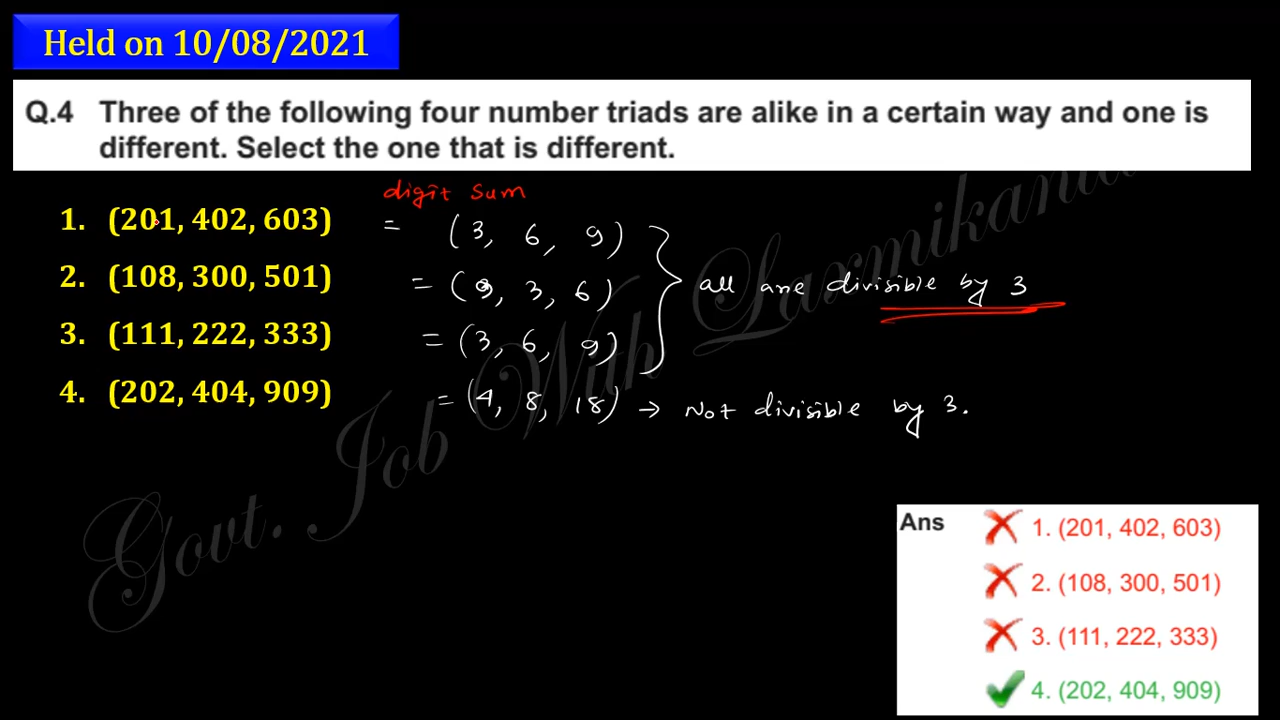 Held on 10/08/2021
Q.4 Three of the following four number triads are alike in a certain way and one is
different. Select the one that is different.
digit sum
1. (201, 402, 603) = (3, 6, 9)
2. (108, 300, 501) = (9, 3, 6) all are divisible by 3
3. (111, 222, 333) = (3, 6, 9)
4. (202, 404, 909) = (4, 8, 18) → Not divisible by 3.
Govt. Job With Laxmikanta
Ans 1. (201, 402, 603)
2. (108, 300, 501)
3. (111, 222, 333)
4. (202, 404, 909)